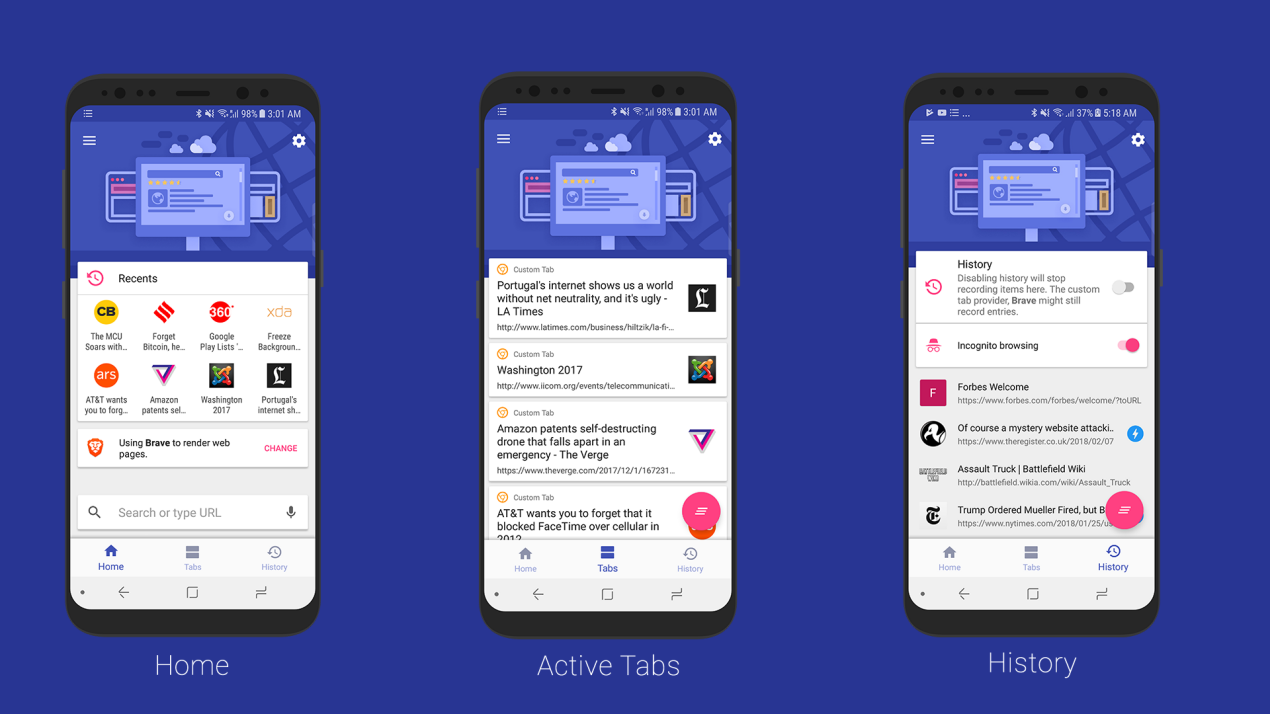 98% 3:01 AM
Recents
CB
360°
xda
The MCU
Soars with...
Forget
Bitcoin, he...
Google
Play Lists '...
Freeze
Backgroun...
ars
L
AT&T wants
you to forg...
Amazon
patents sel...
Washington
2017
Portugal's
internet sh...
Using Brave to render web
pages.
CHANGE
Search or type URL
Home
Tabs
History
Home
98% 3:01 AM
Custom Tab
Portugal's internet shows us a world
without net neutrality, and it's ugly -
LA Times
http://www.latimes.com/business/hiltzik/la-fi-...
L
Custom Tab
Washington 2017
http://www.iicom.org/events/telecommunicati...
Custom Tab
Amazon patents self-destructing
drone that falls apart in an
emergency - The Verge
https://www.theverge.com/2017/12/1/167231...
Custom Tab
AT&T wants you to forget that it
blocked FaceTime over cellular in
2012
Home
Tabs
History
Active Tabs
... 37% 5:18 AM
History
Disabling history will stop
recording items here. The custom
tab provider, Brave might still
record entries.
Incognito browsing
F
Forbes Welcome
https://www.forbes.com/forbes/welcome/?toURL
Of course a mystery website attacki..
https://www.theregister.co.uk/2018/02/07
BATTLEFIELD
WIKI
Assault Truck | Battlefield Wiki
http://battlefield.wikia.com/wiki/Assault_Truck
T
Trump Ordered Mueller Fired, but B
https://www.nytimes.com/2018/01/25/us
Home
Tabs
History
History